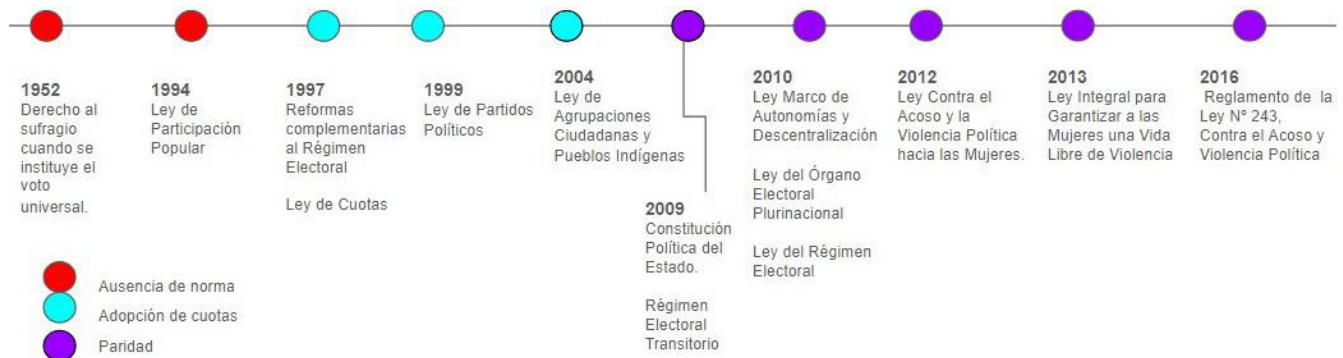 1952
Derecho al
sufragio
cuando se
instituye el
voto
universal.
1994
Ley de
Participación
Popular
1997
Reformas
complementarias
al Régimen
Electoral
Ley de Cuotas
1999
Ley de Partidos
Políticos
2004
Ley de
Agrupaciones
Ciudadanas y
Pueblos Indígenas
2009
Constitución
Política del
Estado.
Régimen
Electoral
Transitorio
2010
Ley Marco de
Autonomías y
Descentralización
Ley del Órgano
Electoral
Plurinacional
Ley del Régimen
Electoral
2012
Ley Contra el
Acoso y la
Violencia Política
hacia las Mujeres.
2013
Ley Integral para
Garantizar a las
Mujeres una Vida
Libre de Violencia
2016
Reglamento de la
Ley Nº 243,
Contra el Acoso y
Violencia Política
Ausencia de norma
Adopción de cuotas
Paridad